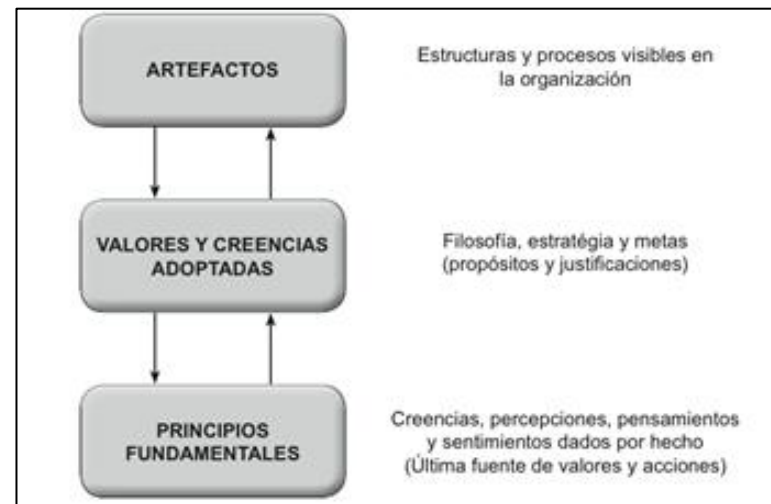 ARTEFACTOS
Estructuras y procesos visibles en
la organización
VALORES Y CREENCIAS
ADOPTADAS
Filosofía, estratégia y metas
(propósitos y justificaciones)
PRINCIPIOS
FUNDAMENTALES
Creencias, percepciones, pensamientos
y sentimientos dados por hecho
(Última fuente de valores y acciones)